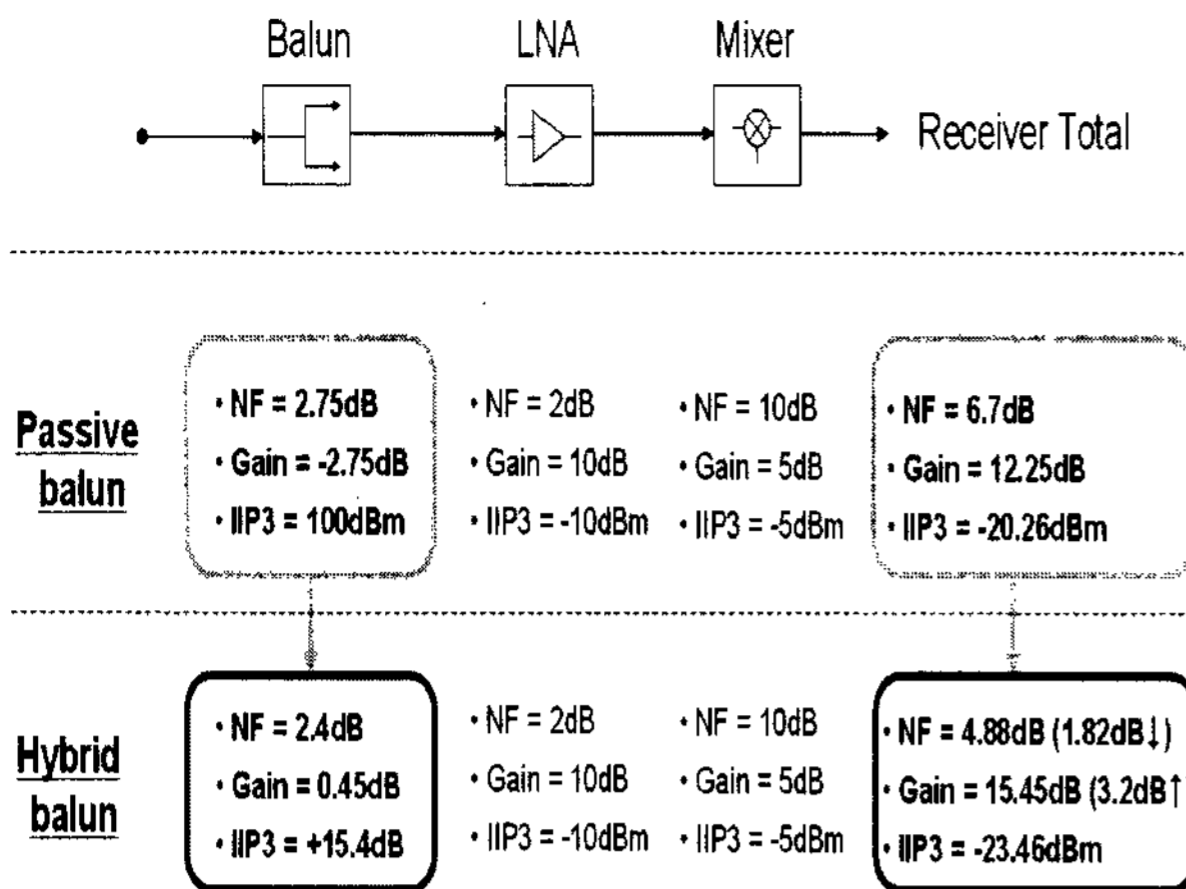 Balun LNA Mixer
Receiver Total
Passive
balun
• NF = 2.75dB
• Gain = -2.75dB
• IIP3 = 100dBm
• NF = 2dB
• Gain = 10dB
• IIP3 = -10dBm
• NF = 10dB
• Gain = 5dB
• IIP3 = -5dBm
• NF = 6.7dB
• Gain = 12.25dB
• IIP3 = -20.26dBm
Hybrid
balun
• NF = 2.4dB
• Gain = 0.45dB
• IIP3 = +15.4dB
• NF = 2dB
• Gain = 10dB
• IIP3 = -10dBm
• NF = 10dB
• Gain = 5dB
• IIP3 = -5dBm
• NF = 4.88dB (1.82dB↓)
• Gain = 15.45dB (3.2dB↑
• IIP3 = -23.46dBm